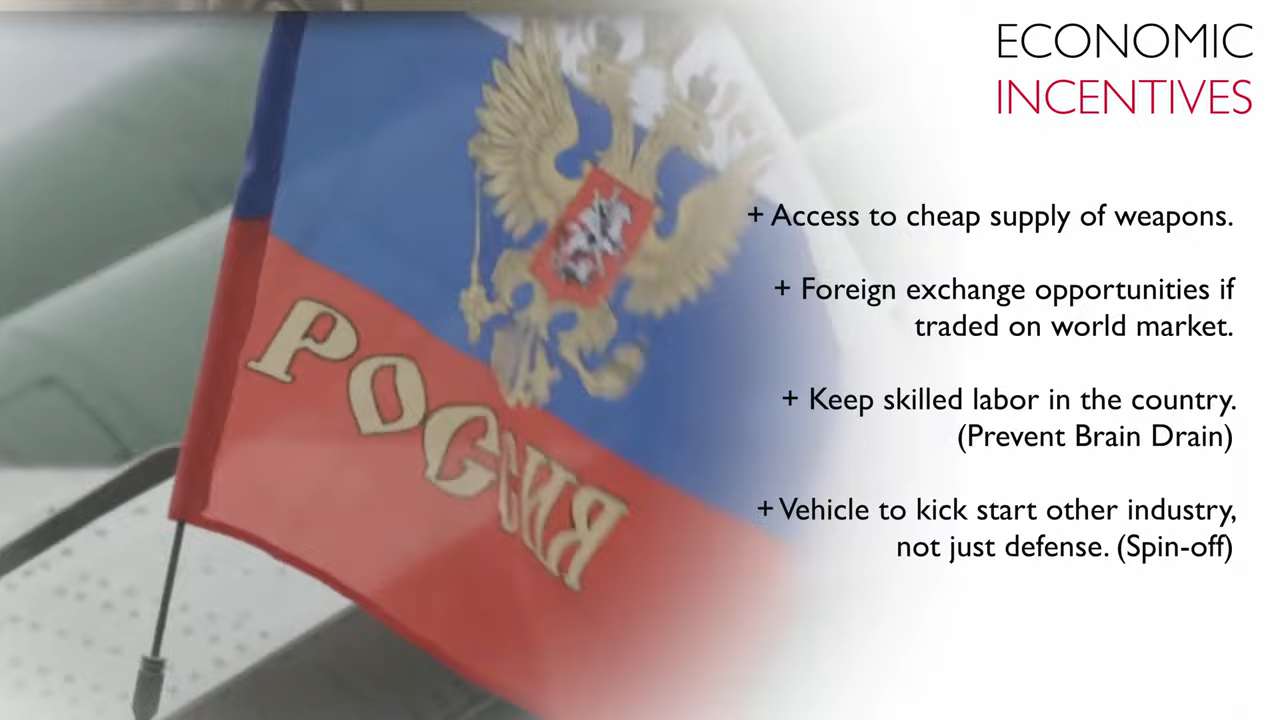 ECONOMIC
INCENTIVES
+ Access to cheap supply of weapons.
+ Foreign exchange opportunities if
traded on world market.
+ Keep skilled labor in the country.
(Prevent Brain Drain)
+ Vehicle to kick start other industry,
not just defense. (Spin-off)
РОССИЯ